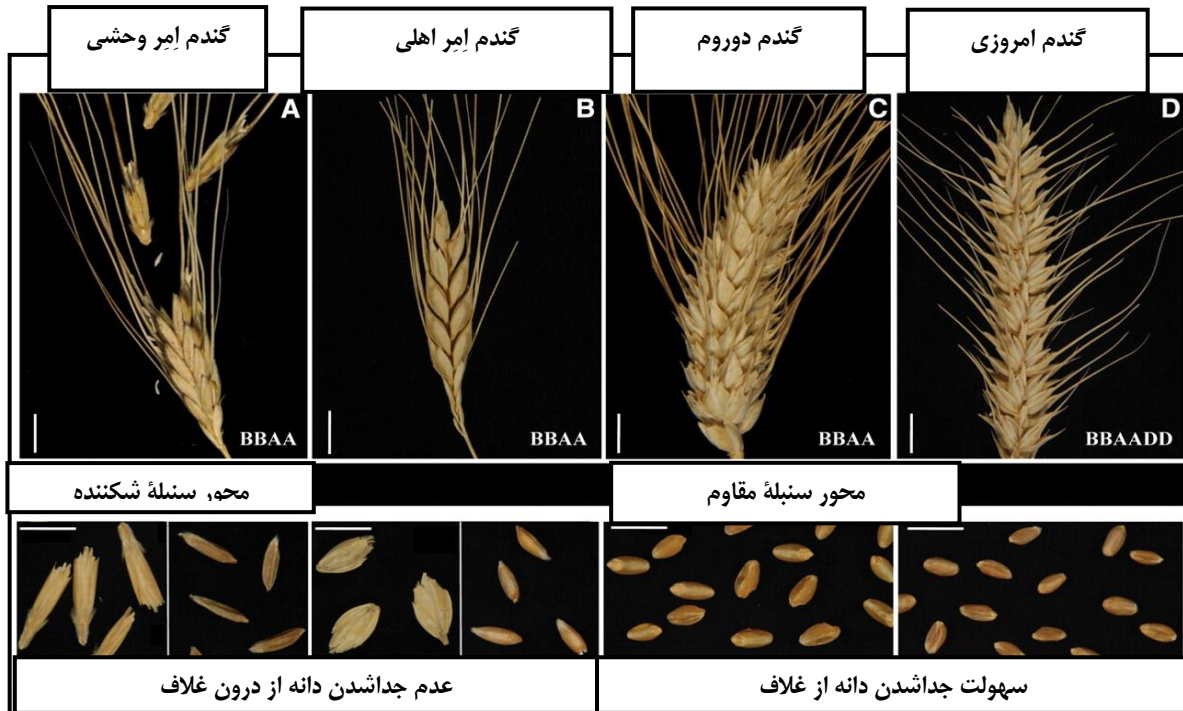 گندم اِمِر وحشی
گندم اِمِر اهلی
گندم دوروم
گندم امروزی
A
B
C
D
BBAA
BBAA
BBAA
BBAADD
محور سنبلهٔ شکننده
محور سنبلهٔ مقاوم
عدم جداشدن دانه از درون غلاف
سهولت جداشدن دانه از غلاف